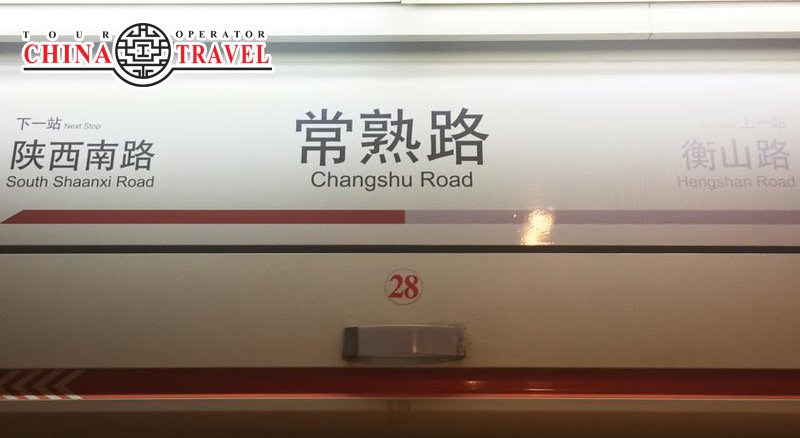 TOUR OPERATOR
CHINA TRAVEL
下一站 Next Stop
陕西南路
South Shaanxi Road
常熟路
Changshu Road
上一站
衡山路
Hengshan Road
28